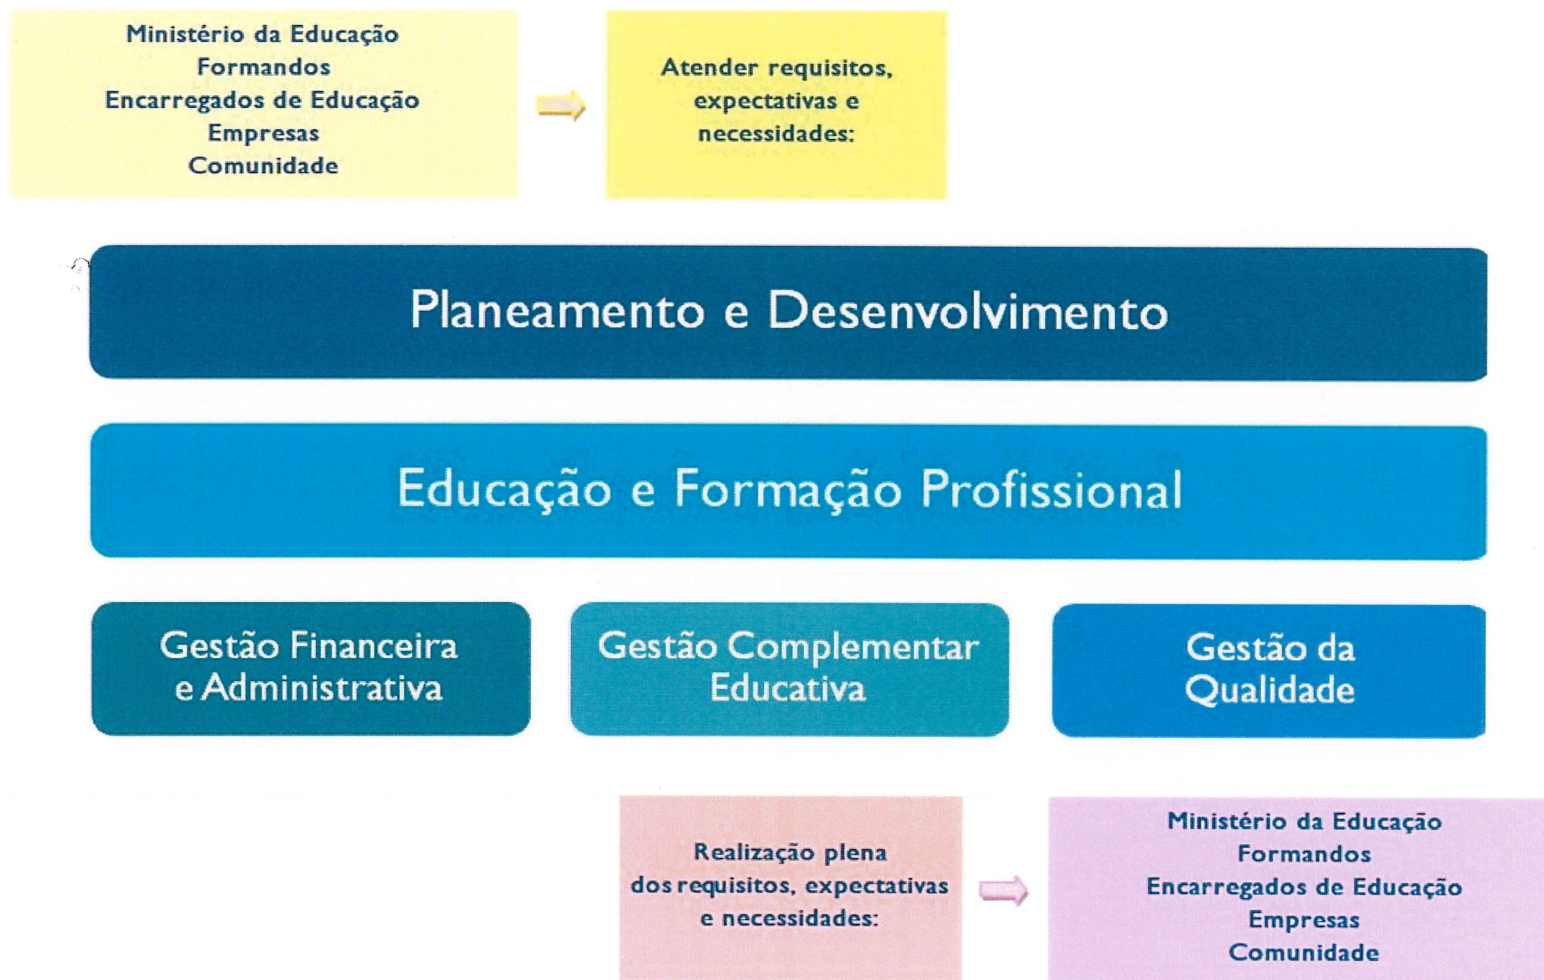 Ministério da Educação
Formandos
Encarregados de Educação
Empresas
Comunidade
Atender requisitos,
expectativas e
necessidades:
Planeamento e Desenvolvimento
Educação e Formação Profissional
Gestão Financeira
e Administrativa
Gestão Complementar
Educativa
Gestão da
Qualidade
Realização plena
dos requisitos, expectativas
e necessidades:
Ministério da Educação
Formandos
Encarregados de Educação
Empresas
Comunidade